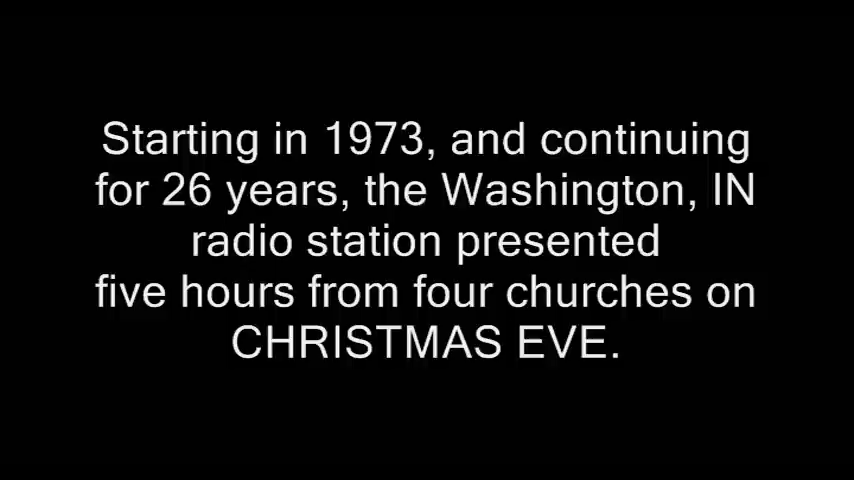 Starting in 1973, and continuing
for 26 years, the Washington, IN
radio station presented
five hours from four churches on
CHRISTMAS EVE.